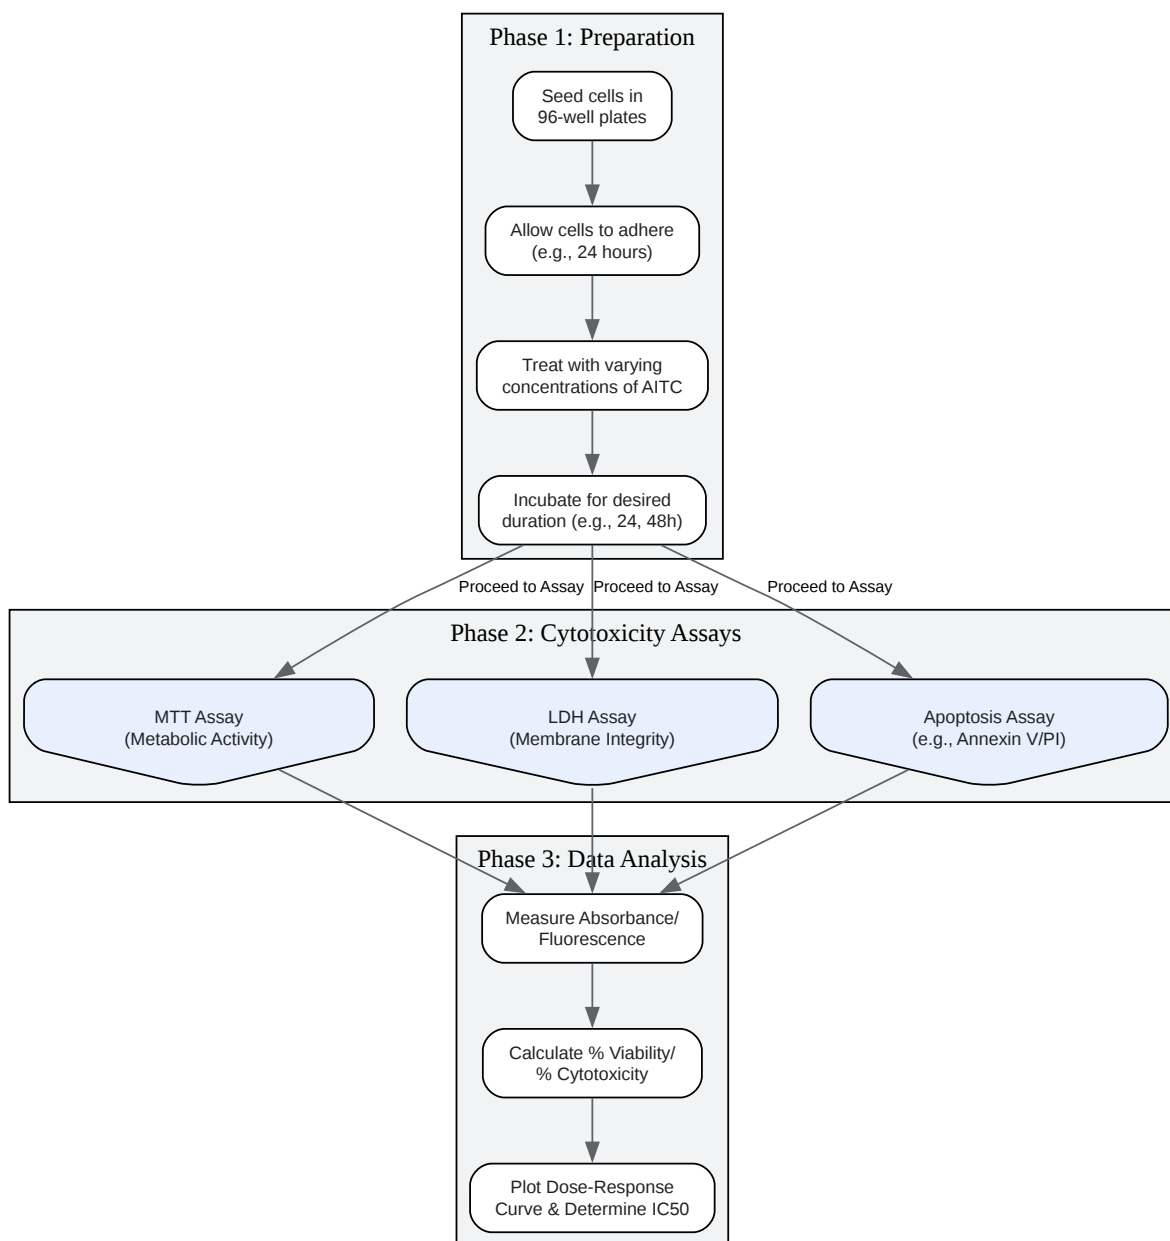 Phase 1: Preparation
Seed cells in
96-well plates
Allow cells to adhere
(e.g., 24 hours)
Treat with varying
concentrations of AITC
Incubate for desired
duration (e.g., 24, 48h)
Proceed to Assay
Proceed to Assay
Proceed to Assay
Phase 2: Cytotoxicity Assays
MTT Assay
(Metabolic Activity)
LDH Assay
(Membrane Integrity)
Apoptosis Assay
(e.g., Annexin V/PI)
Phase 3: Data Analysis
Measure Absorbance/
Fluorescence
Calculate % Viability/
% Cytotoxicity
Plot Dose-Response
Curve & Determine IC50